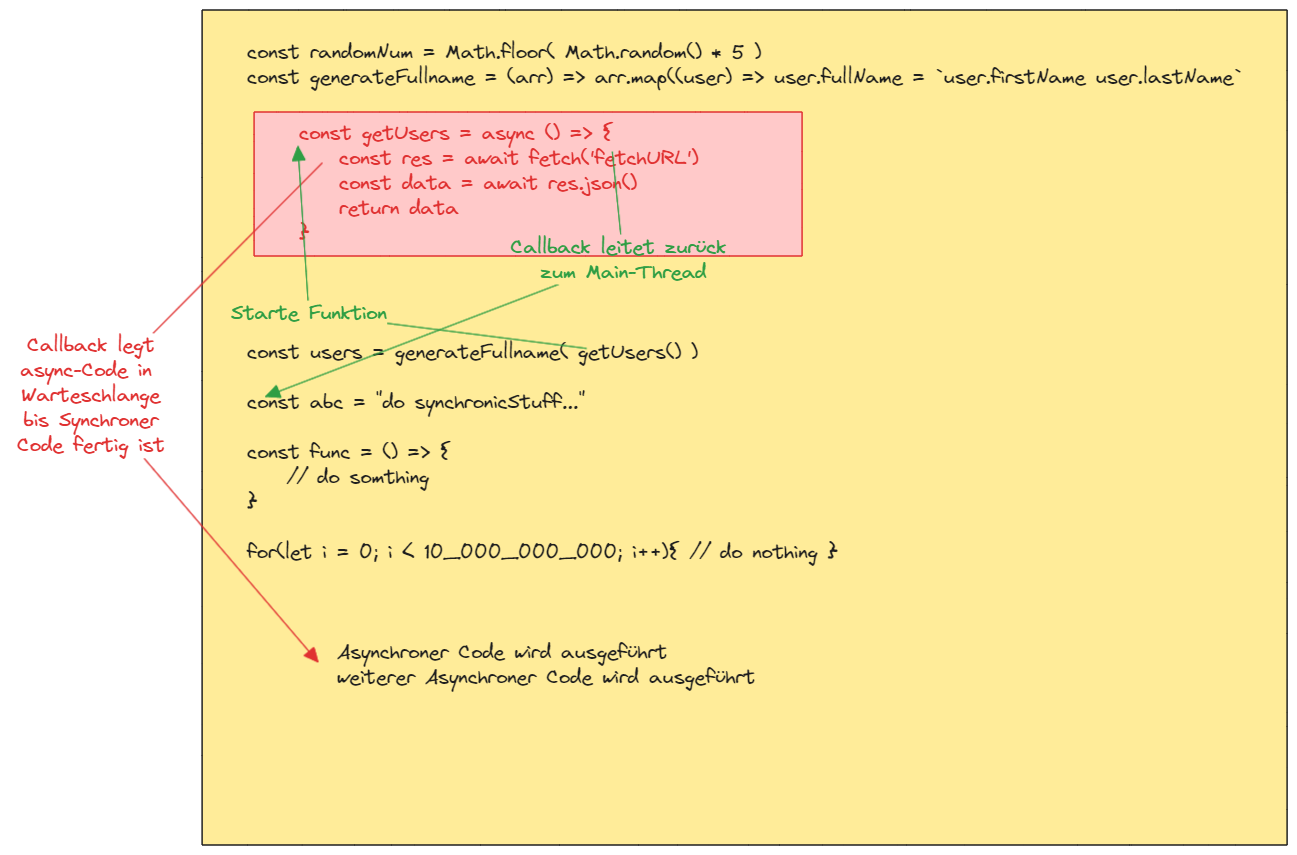 const randomNum = Math.floor( Math.random() * 5 )
const generateFullname = (arr) => arr.map((user) => user.fullName = `user.firstName user.lastName`
const getUsers = async () => {
const res = await fetch('fetchURL')
const data = await res.json()
return data
}
Callback leitet zurück
zum Main-Thread
Starte Funktion
Callback legt
async-Code in
Warteschlange
bis Synchroner
Code fertig ist
const users = generateFullname( getUsers() )
const abc = "do synchronicStuff..."
const func = () => {
// do somthing
}
for(let i = 0; i < 10_000_000_000; i++){ // do nothing }
Asynchroner Code wird ausgeführt
weiterer Asynchroner Code wird ausgeführt